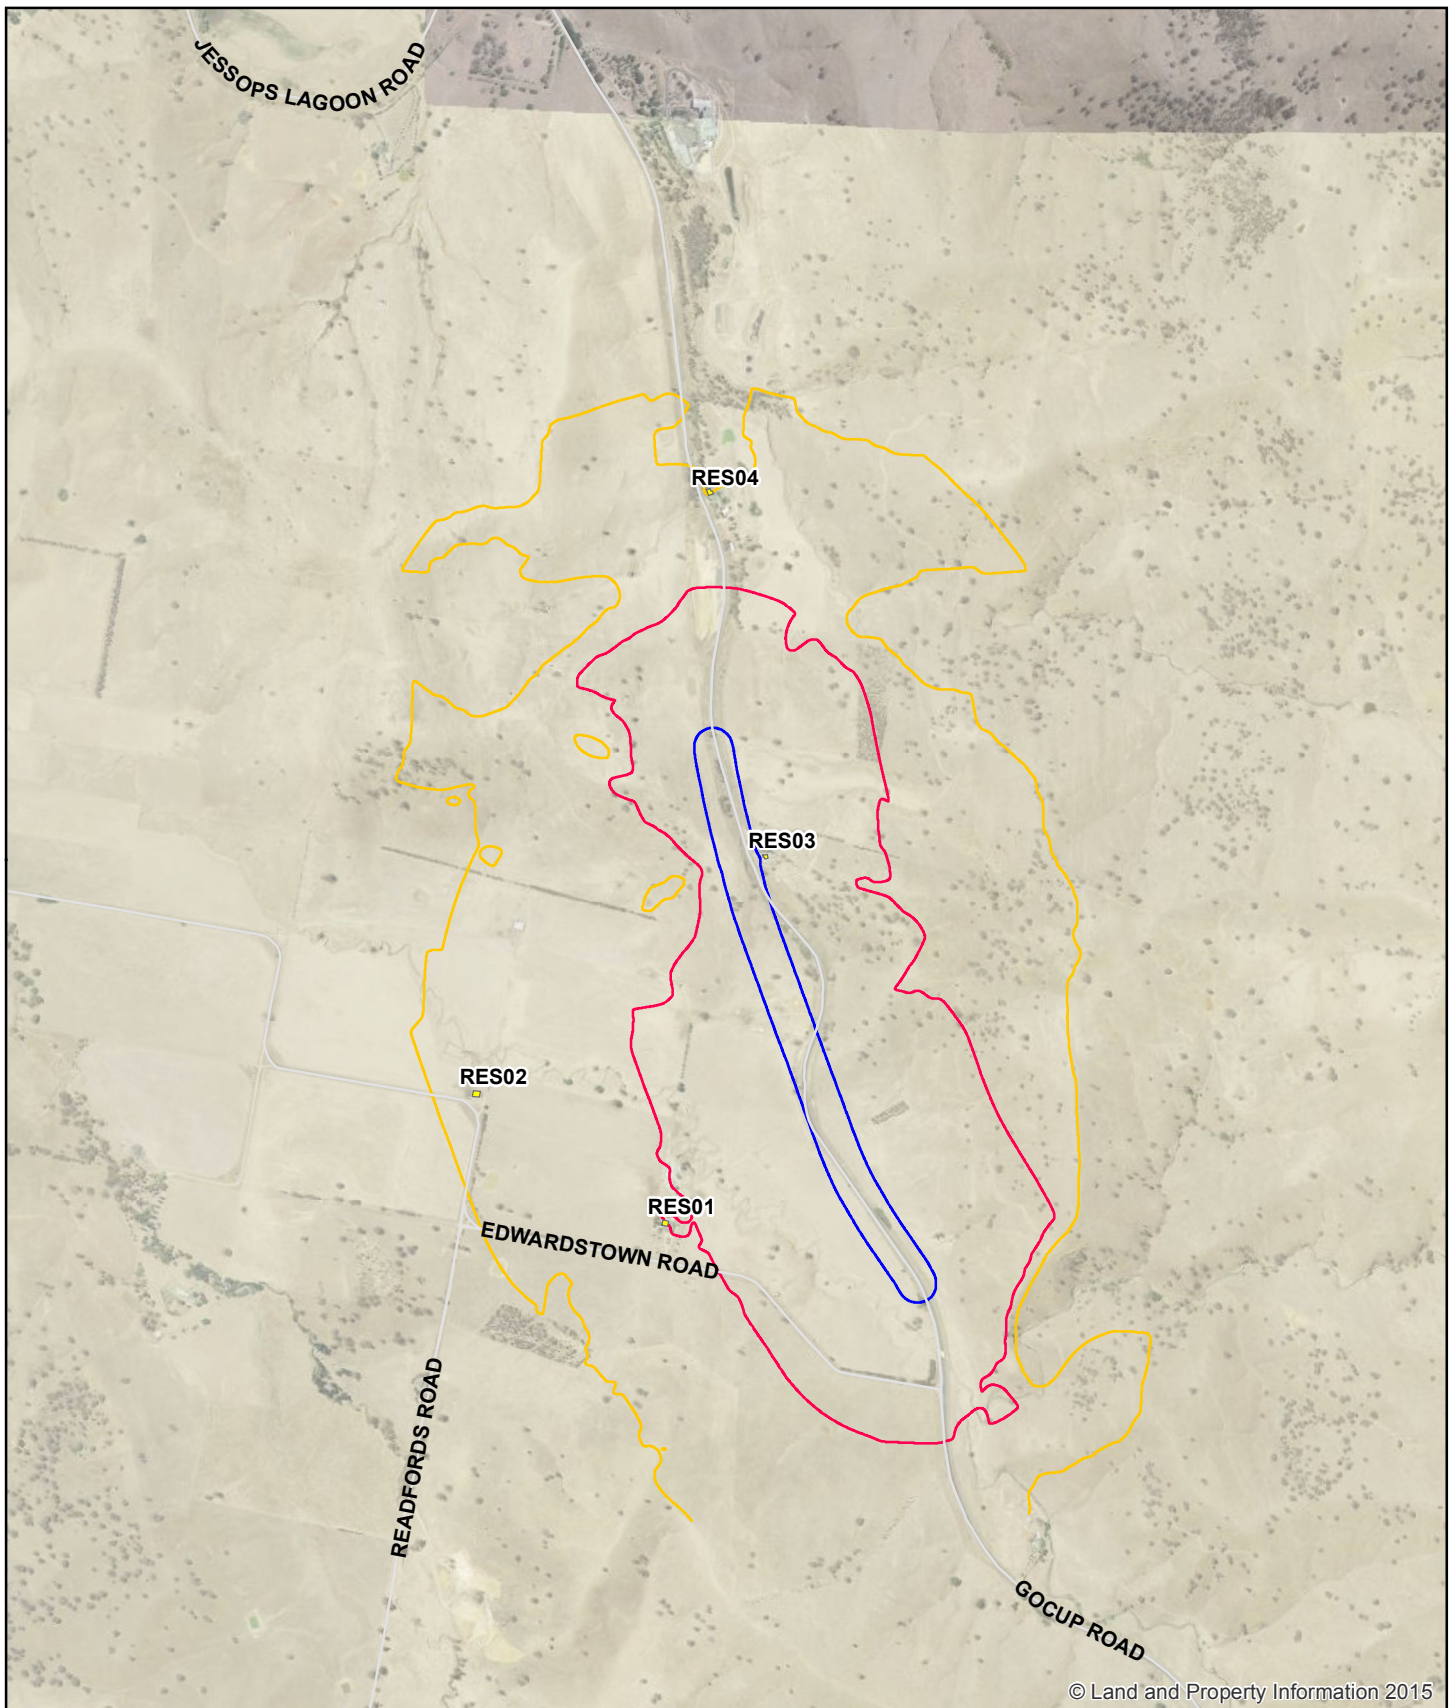 JESSOPS LAGOON ROAD
RES04
RES03
RES02
RES01
EDWARDSTOWN ROAD
READFORDS ROAD
GOCUP ROAD
© Land and Property Information 2015